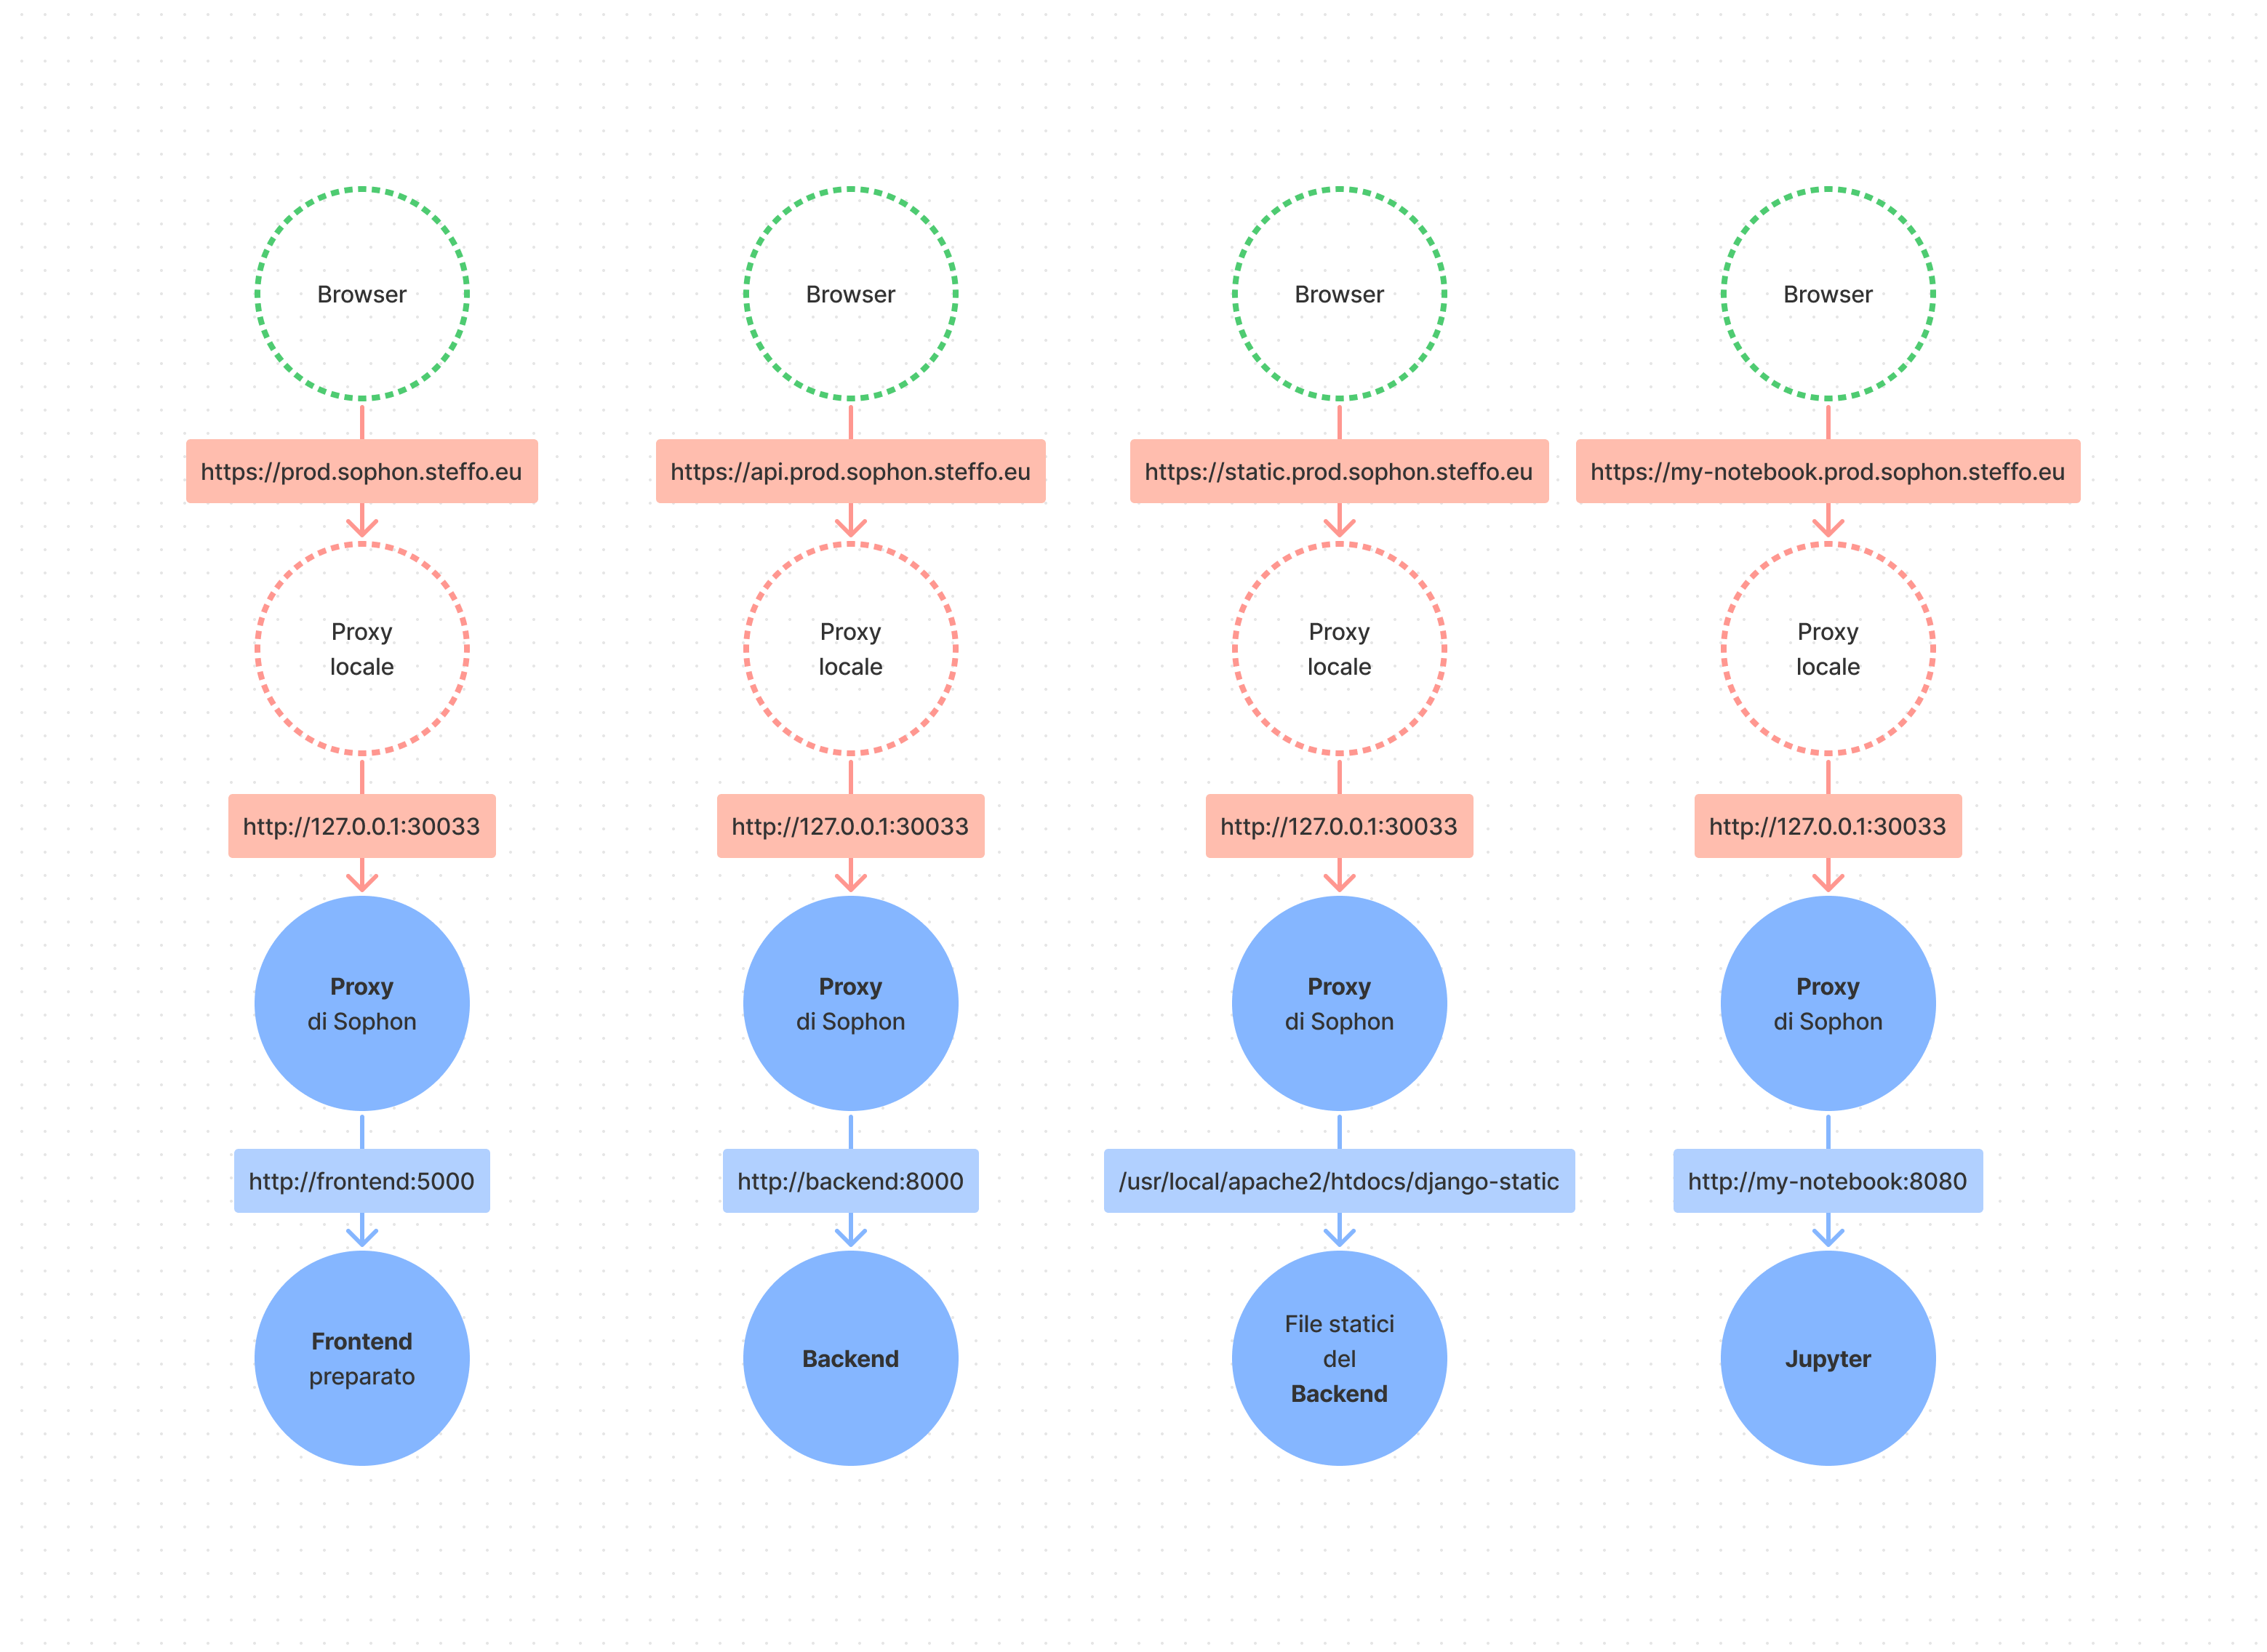 Browser
Browser
Browser
Browser
https://prod.sophon.steffo.eu
https://api.prod.sophon.steffo.eu
https://static.prod.sophon.steffo.eu
https://my-notebook.prod.sophon.steffo.eu
Proxy
locale
Proxy
locale
Proxy
locale
Proxy
locale
http://127.0.0.1:30033
http://127.0.0.1:30033
http://127.0.0.1:30033
http://127.0.0.1:30033
Proxy
di Sophon
Proxy
di Sophon
Proxy
di Sophon
Proxy
di Sophon
http://frontend:5000
http://backend:8000
/usr/local/apache2/htdocs/django-static
http://my-notebook:8080
Frontend
preparato
Backend
File statici
del
Backend
Jupyter